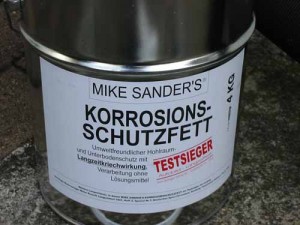 MIKE SANDER'S
KORROSIONS-
SCHUTZFETT
Umweltfreundlicher Hohlraum-
und Unterbodenschutz mit
Langzeitkriechwirkung,
Verarbeitung ohne
Lösungsmittel
TESTSIEGER
4 KG